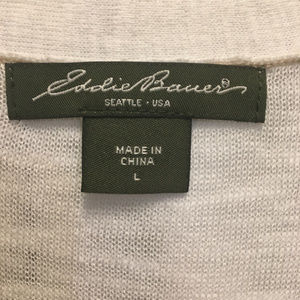 Eddie Bauer®
SEATTLE · USA
MADE IN
CHINA
L